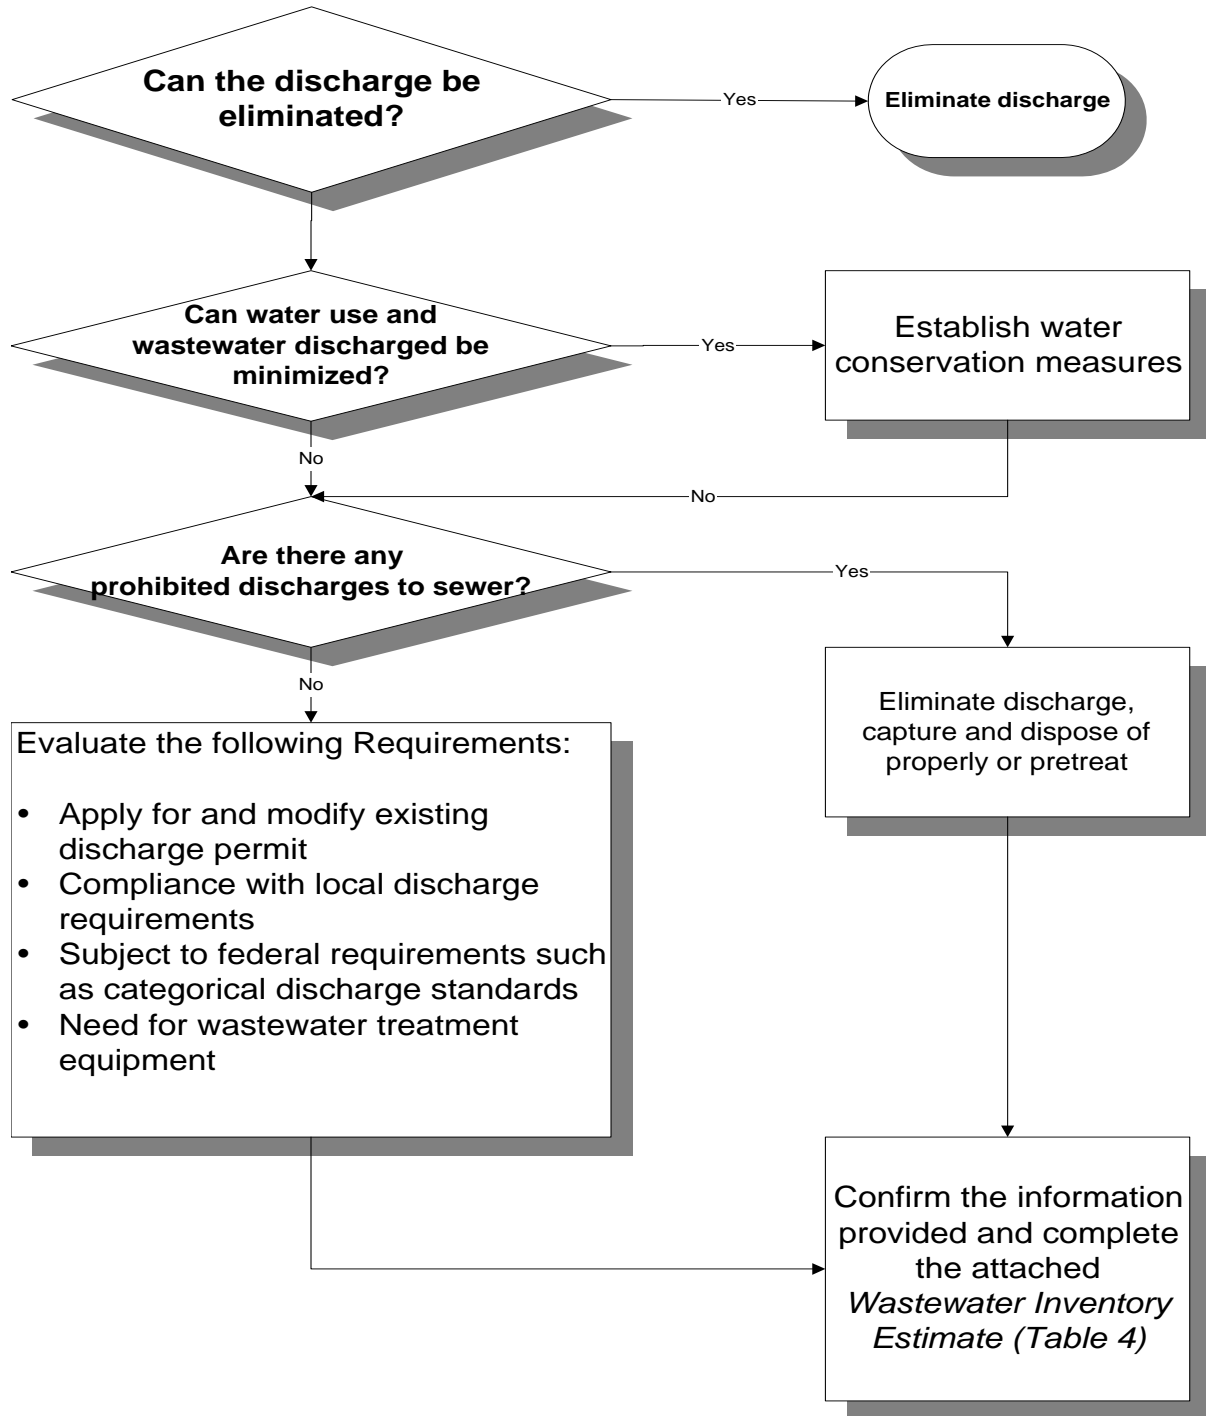 Can the discharge be
eliminated?
Yes
Eliminate discharge
Can water use and
wastewater discharged be
minimized?
Yes
Establish water
conservation measures
No
No
Are there any
prohibited discharges to sewer?
Yes
No
Eliminate discharge,
capture and dispose of
properly or pretreat
Evaluate the following Requirements:
• Apply for and modify existing
discharge permit
• Compliance with local discharge
requirements
• Subject to federal requirements such
as categorical discharge standards
• Need for wastewater treatment
equipment
Confirm the information
provided and complete
the attached
Wastewater Inventory
Estimate (Table 4)